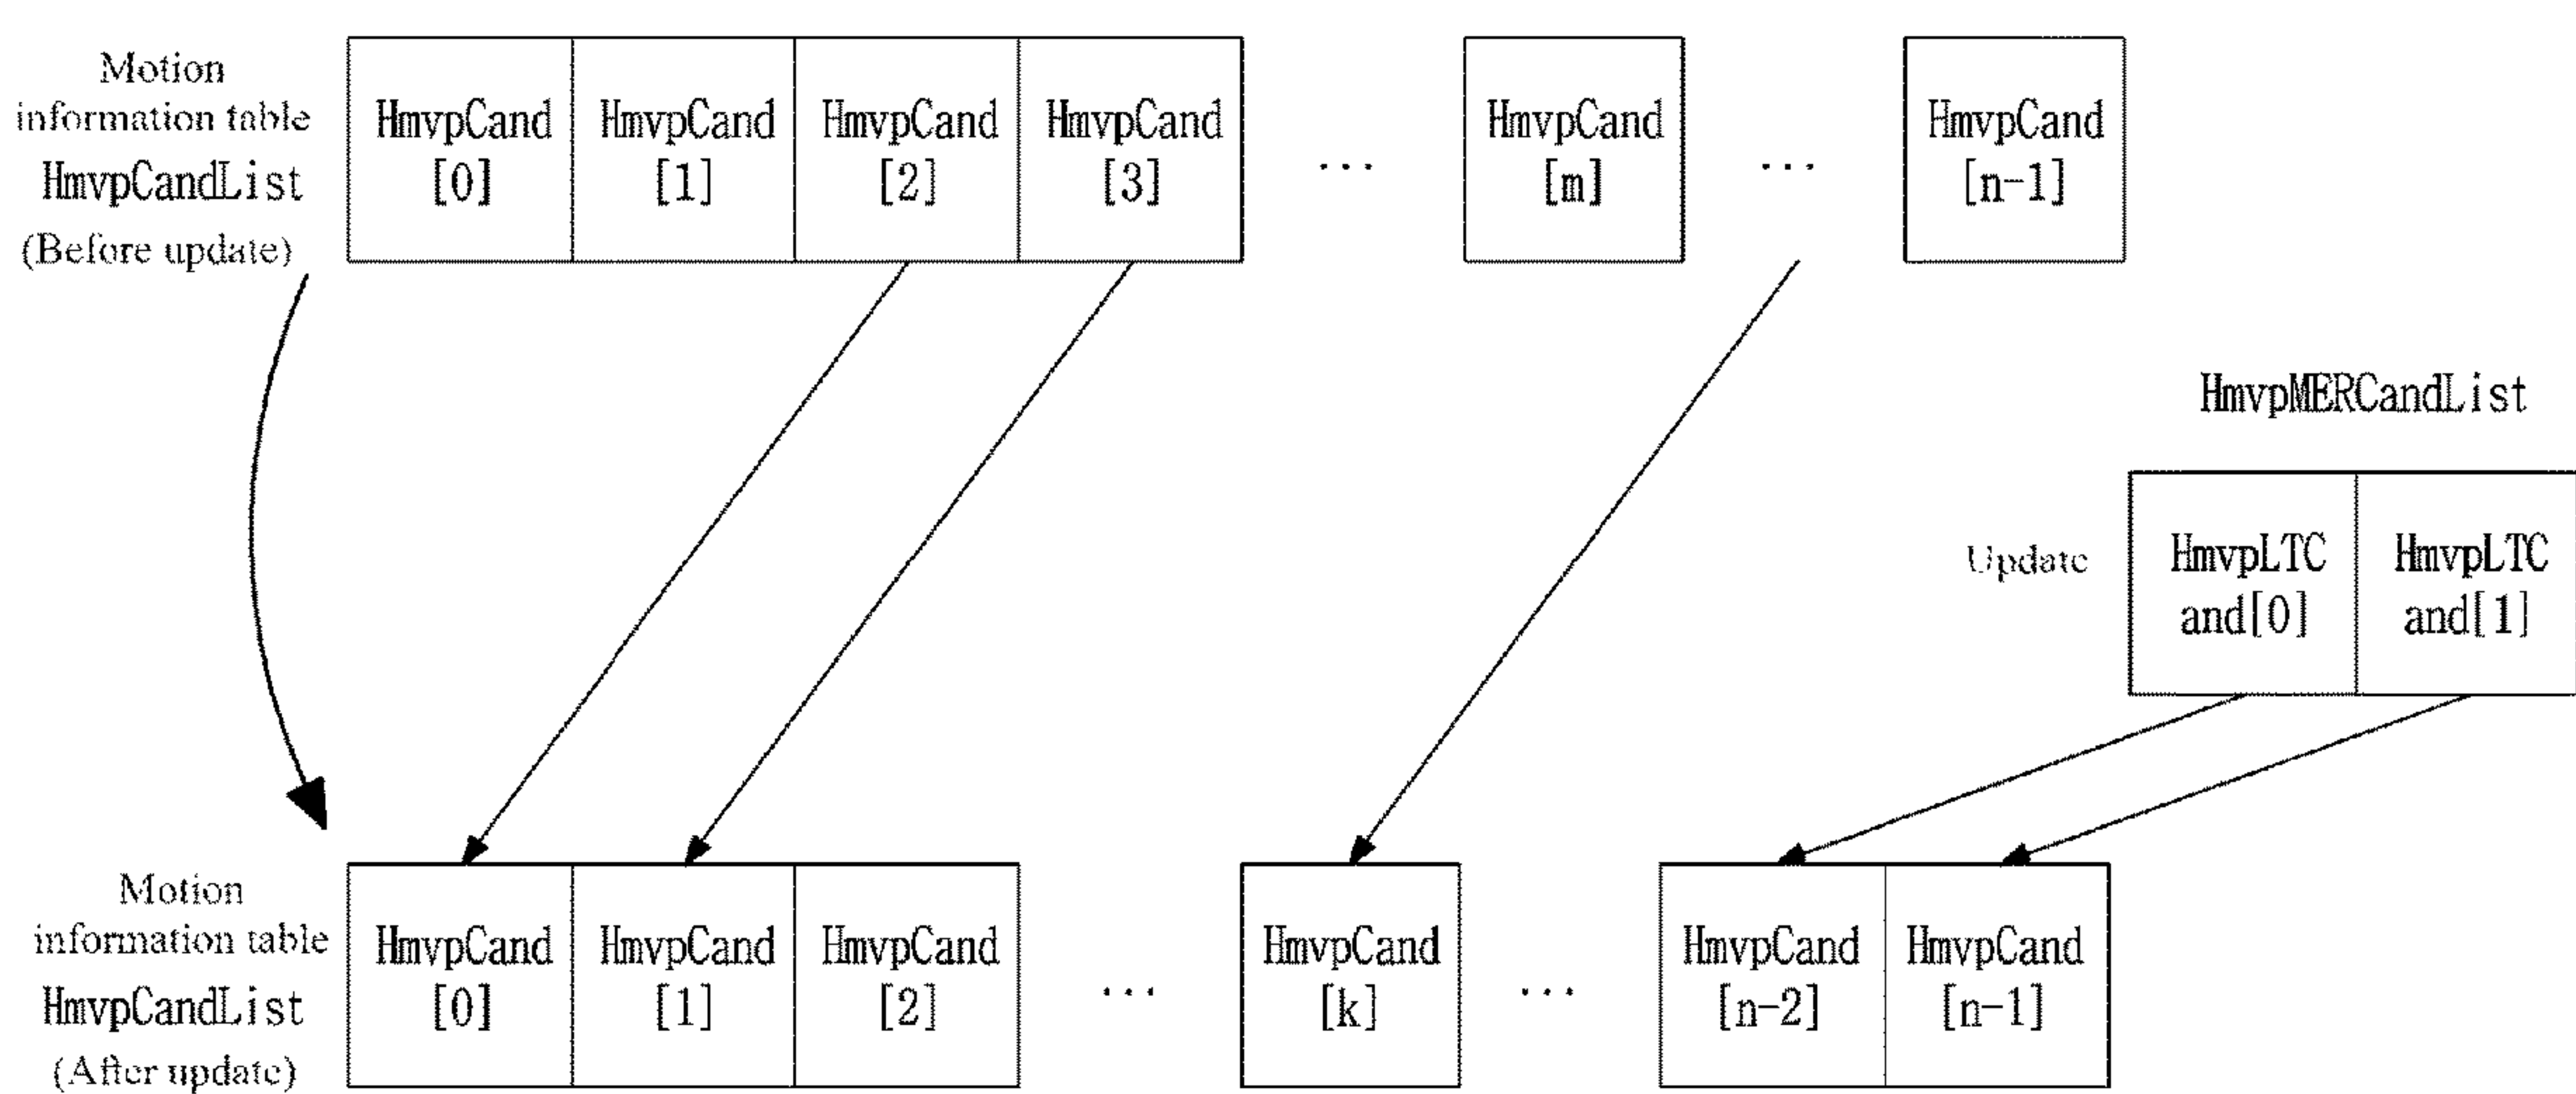 Motion
information table
HmvpCandList
(Before update)
HmvpCand
[0]
HmvpCand
[1]
HmvpCand
[2]
HmvpCand
[3]
...
HmvpCand
[m]
...
HmvpCand
[n-1]
HmvpMERCandList
Update
HmvpLTC
and[0]
HmvpLTC
and[1]
Motion
information table
HmvpCandList
(After update)
HmvpCand
[0]
HmvpCand
[1]
HmvpCand
[2]
...
HmvpCand
[k]
...
HmvpCand
[n-2]
HmvpCand
[n-1]